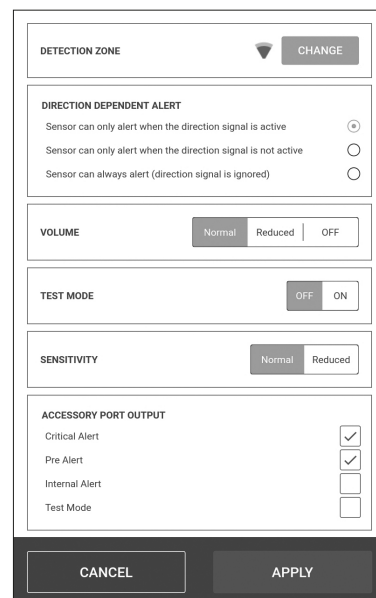 DETECTION ZONE CHANGE
DIRECTION DEPENDENT ALERT
Sensor can only alert when the direction signal is active
Sensor can only alert when the direction signal is not active
Sensor can always alert (direction signal is ignored)
VOLUME Normal Reduced OFF
TEST MODE OFF ON
SENSITIVITY Normal Reduced
ACCESSORY PORT OUTPUT
Critical Alert
Pre Alert
Internal Alert
Test Mode
CANCEL APPLY